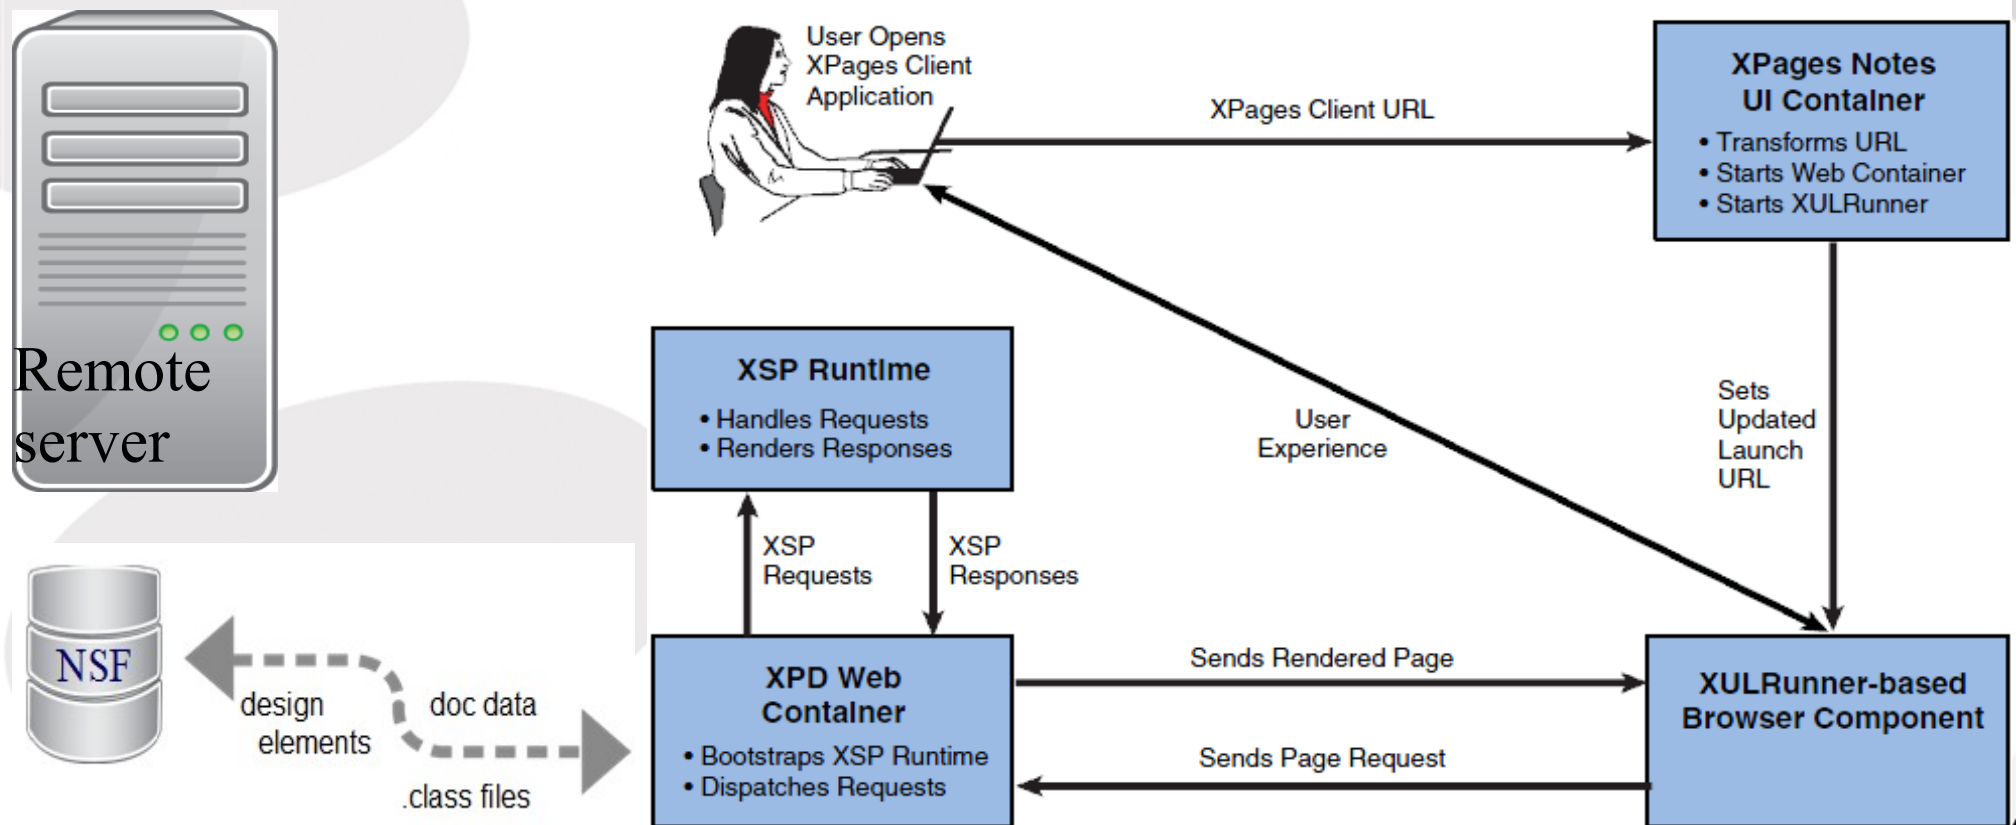 Remote
server
NSF
design
elements
doc data
.class files
User Opens
XPages Client
Application
XPages Client URL
XPages Notes
UI Container
• Transforms URL
• Starts Web Container
• Starts XULRunner
XSP Runtime
• Handles Requests
• Renders Responses
User
Experience
Sets
Updated
Launch
URL
XSP
Requests
XSP
Responses
XPD Web
Container
• Bootstraps XSP Runtime
• Dispatches Requests
Sends Rendered Page
Sends Page Request
XULRunner-based
Browser Component